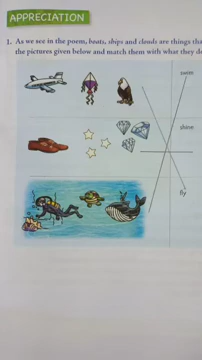 APPRECIATION
1. As we see in the poem, boats, ships and clouds are things tha
the pictures given below and match them with what they do
swim
shine
fly